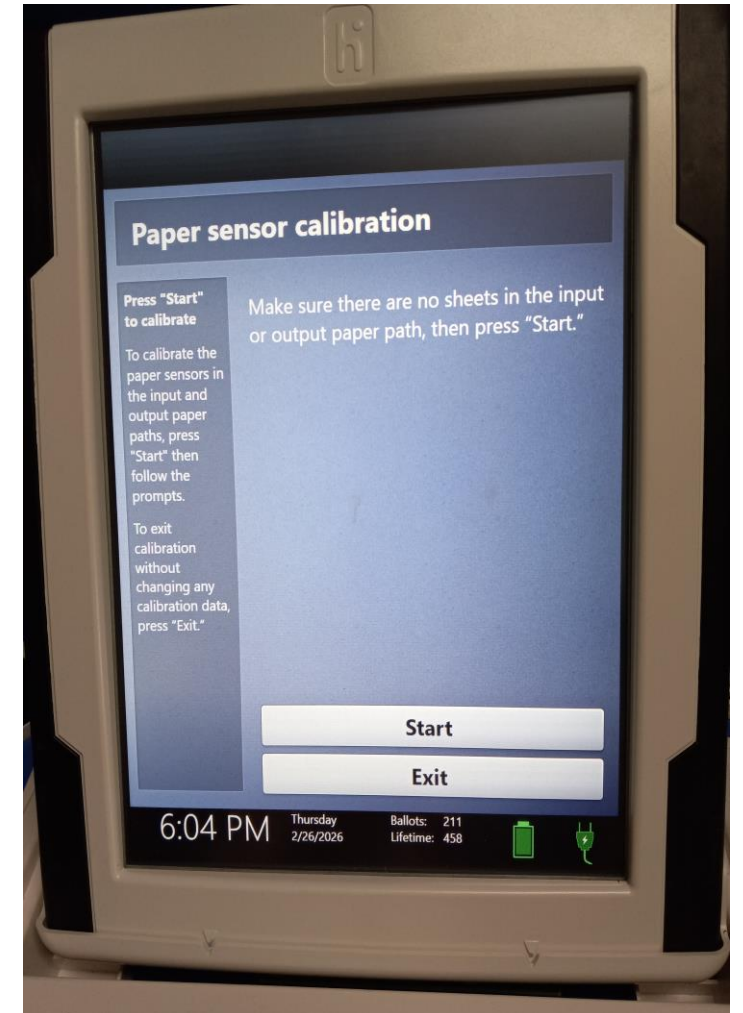 hi
Paper sensor calibration
Press "Start"
to calibrate
To calibrate the
paper sensors in
the input and
output paper
paths, press
"Start" then
follow the
prompts.
To exit
calibration
without
changing any
calibration data,
press "Exit."
Make sure there are no sheets in the input
or output paper path, then press "Start."
Start
Exit
6:04 PM
Thursday
2/26/2026
Ballots: 211
Lifetime: 458